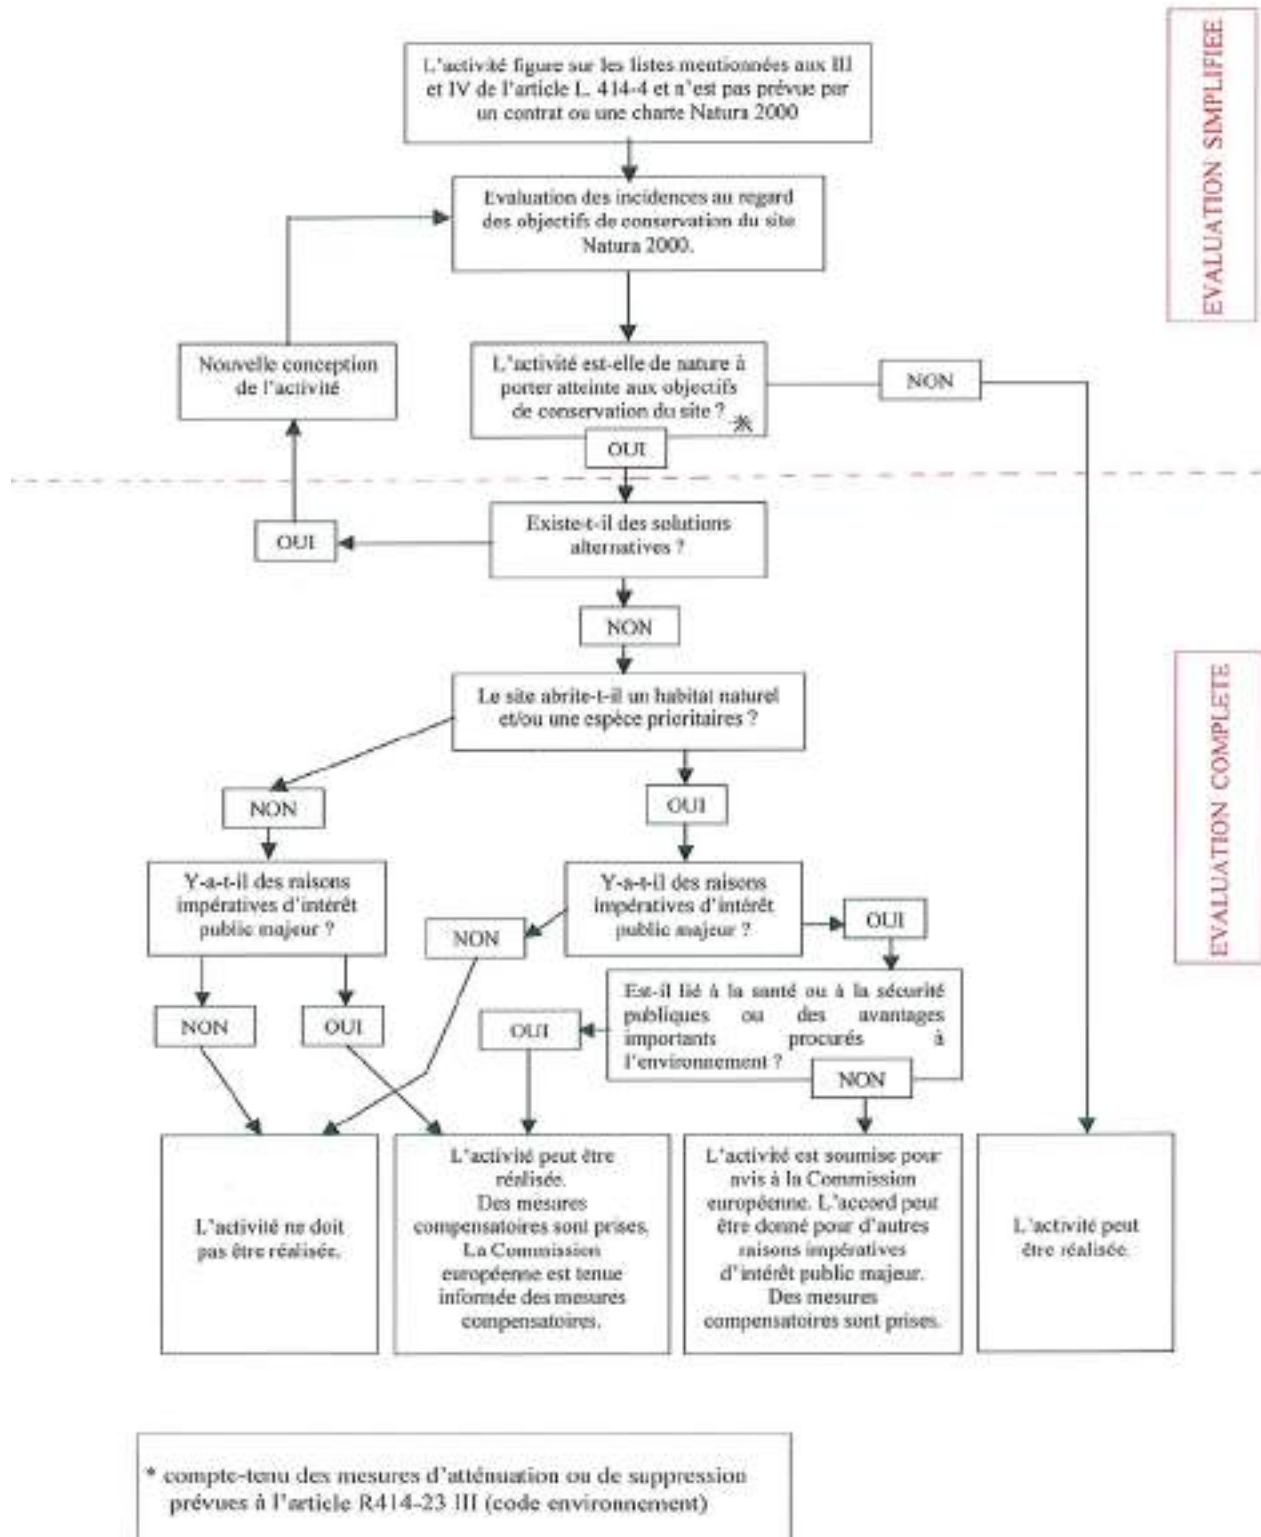 L'activité figure sur les listes mentionnées aux III
et IV de l'article L. 414-4 et n'est pas prévue par
un contrat ou une charte Natura 2000
EVALUATION SIMPLIFIEE
Evaluation des incidences au regard
des objectifs de conservation du site
Natura 2000.
Nouvelle conception
de l'activité
L'activité est-elle de nature à
porter atteinte aux objectifs
de conservation du site ? *
NON
OUI
Existe-t-il des solutions
alternatives ?
OUI
NON
Le site abrite-t-il un habitat naturel
et/ou une espèce prioritaires ?
EVALUATION COMPLETE
NON
OUI
Y-a-t-il des raisons
impératives d'intérêt
public majeur ?
Y-a-t-il des raisons
impératives d'intérêt
public majeur ?
NON
OUI
NON
OUI
OUI
Est-il lié à la santé ou à la sécurité
publiques ou des avantages
importants procurés à
l'environnement ?
NON
L'activité ne doit
pas être réalisée.
L'activité peut être
réalisée.
Des mesures
compensatoires sont prises.
La Commission
européenne est tenue
informée des mesures
compensatoires.
L'activité est soumise pour
avis à la Commission
européenne. L'accord peut
être donné pour d'autres
raisons impératives
d'intérêt public majeur.
Des mesures
compensatoires sont prises.
L'activité peut
être réalisée.
* compte-tenu des mesures d'atténuation ou de suppression
prévues à l'article R414-23 III (code environnement)